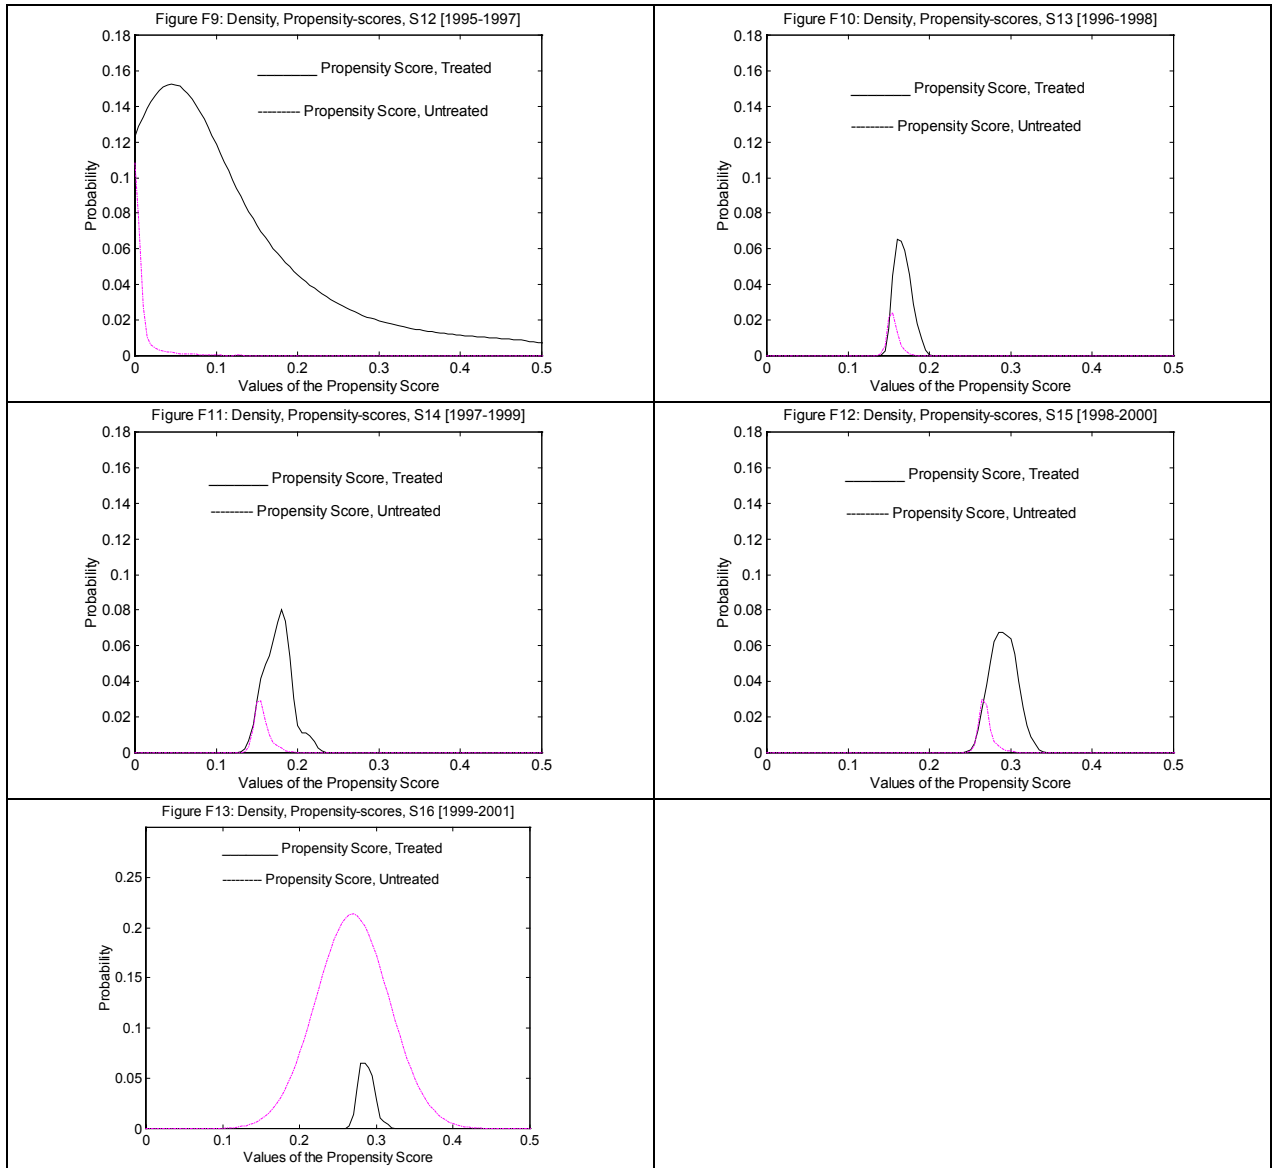 Figure F9: Density, Propensity-scores, S12 [1995-1997]
0.18
0.16
0.14
0.12
0.1
0.08
0.06
0.04
0.02
0
Probability
Propensity Score, Treated
Propensity Score, Untreated
0 0.1 0.2 0.3 0.4 0.5
Values of the Propensity Score
Figure F10: Density, Propensity-scores, S13 [1996-1998]
0.18
0.16
0.14
0.12
0.1
0.08
0.06
0.04
0.02
0
Probability
Propensity Score, Treated
Propensity Score, Untreated
0 0.1 0.2 0.3 0.4 0.5
Values of the Propensity Score
Figure F11: Density, Propensity-scores, S14 [1997-1999]
0.18
0.16
0.14
0.12
0.1
0.08
0.06
0.04
0.02
0
Probability
Propensity Score, Treated
Propensity Score, Untreated
0 0.1 0.2 0.3 0.4 0.5
Values of the Propensity Score
Figure F12: Density, Propensity-scores, S15 [1998-2000]
0.18
0.16
0.14
0.12
0.1
0.08
0.06
0.04
0.02
0
Probability
Propensity Score, Treated
Propensity Score, Untreated
0 0.1 0.2 0.3 0.4 0.5
Values of the Propensity Score
Figure F13: Density, Propensity-scores, S16 [1999-2001]
0.25
0.2
0.15
0.1
0.05
0
Probability
Propensity Score, Treated
Propensity Score, Untreated
0 0.1 0.2 0.3 0.4 0.5
Values of the Propensity Score